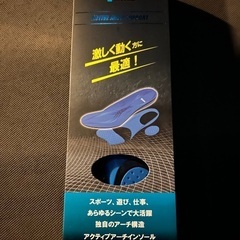 激しく動く方に
最適！
スポーツ、遊び、仕事、
あらゆるシーンで大活躍
独自のアーチ構造
アクティブアーチインソール